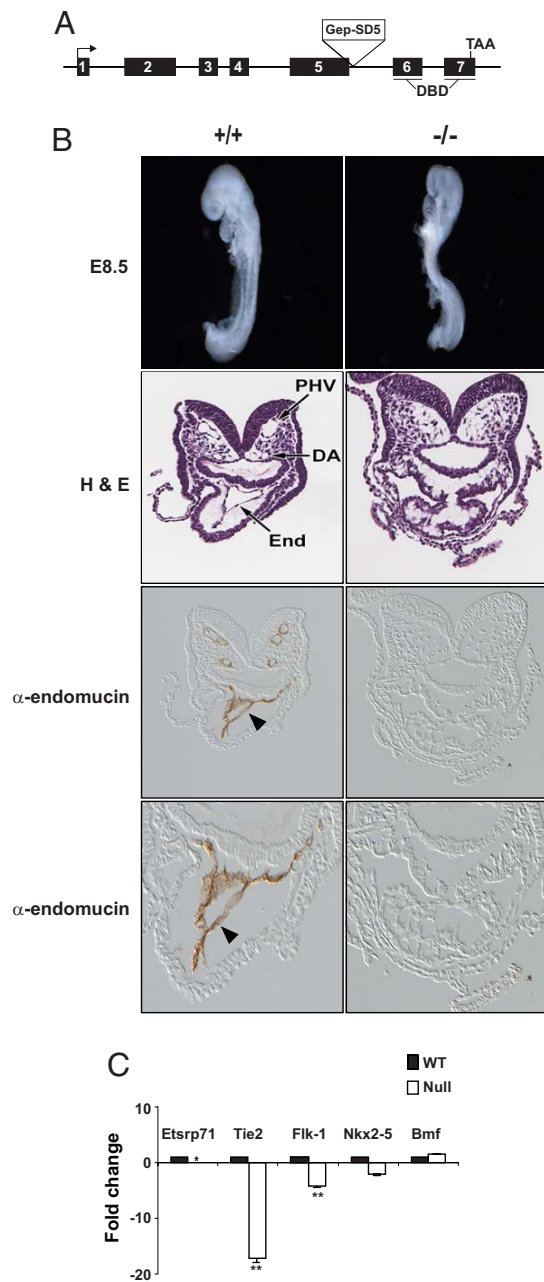 A
Gep-SD5
TAA
1 2 3 4 5 6 7
DBD
B
+/+ -/-
E8.5
PHV
DA
H & E
End
α-endomucin
α-endomucin
C
WT
Null
Etsrp71 Tie2 Flk-1 Nkx2-5 Bmf
Fold change
10
0
-10
-20
*
**
**